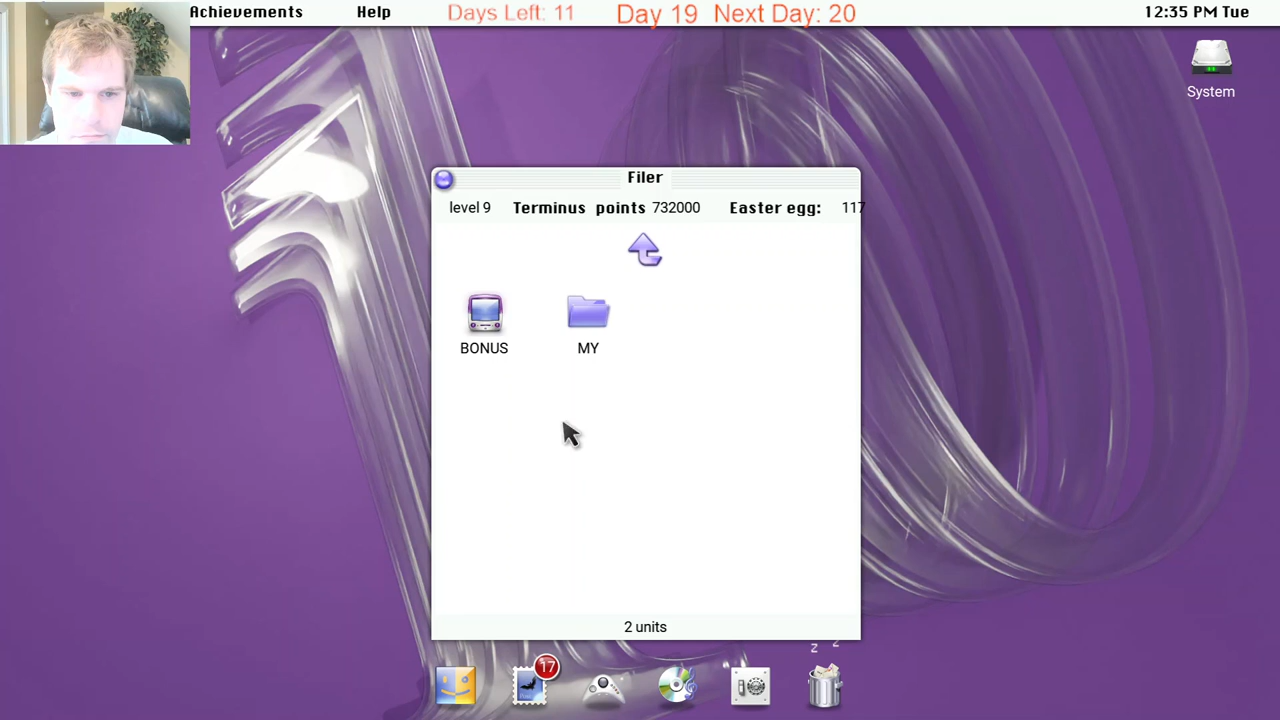 Achievements Help Days Left: 11 Day 19 Next Day: 20 12:35 PM Tue
System
Filer
level 9 Terminus points 732000 Easter egg: 117
BONUS MY
2 units
z z
17